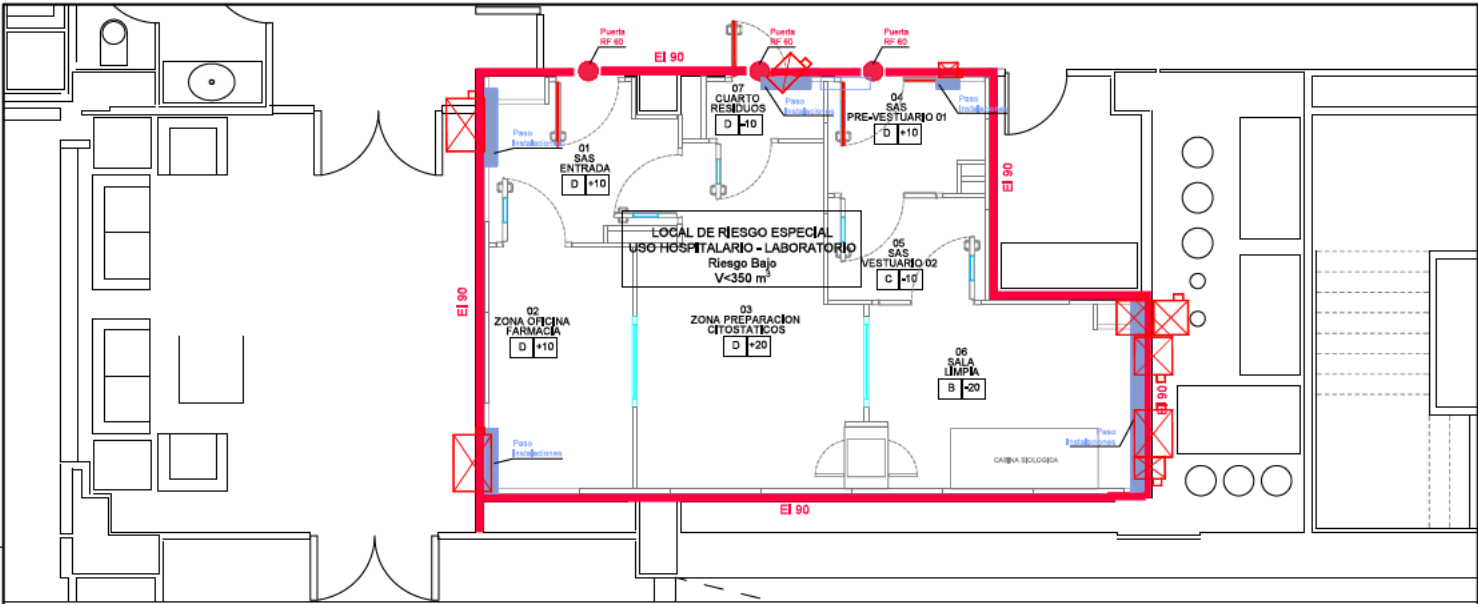 Puerta
RF 60
EI 90
Puerta
RF 60
Puerta
RF 60
07
CUARTO
RESIDUOS
D -10
Paso
Instalaciones
04
SAS
PRE-VESTUARIO 01
D +10
Paso
Instalaciones
Paso
Instalaciones
01
SAS
ENTRADA
D +10
EI 90
LOCAL DE RIESGO ESPECIAL
USO HOSPITALARIO - LABORATORIO
Riesgo Bajo
V<350 m³
05
SAS
VESTUARIO 02
C -10
EI 90
02
ZONA OFICINA
FARMACIA
D +10
03
ZONA PREPARACION
CITOSTATICOS
D +20
06
SALA
LIMPIA
B -20
EI 90
Paso
Instalaciones
Paso
Instalaciones
CABINA BIOLOGICA
EI 90